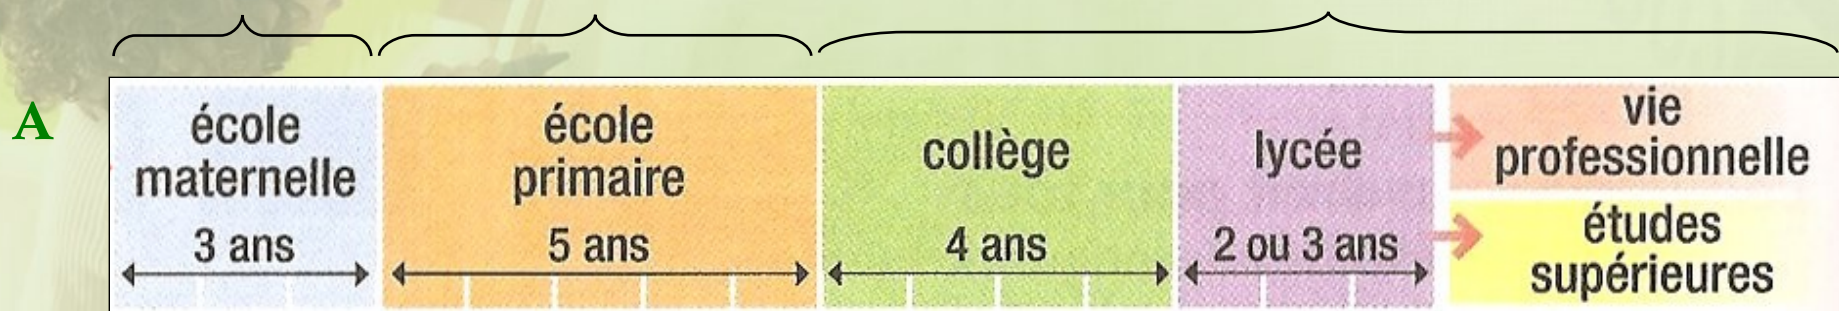 A
école
maternelle
3 ans
école
primaire
5 ans
collège
4 ans
lycée
2 ou 3 ans
vie
professionnelle
études
supérieures